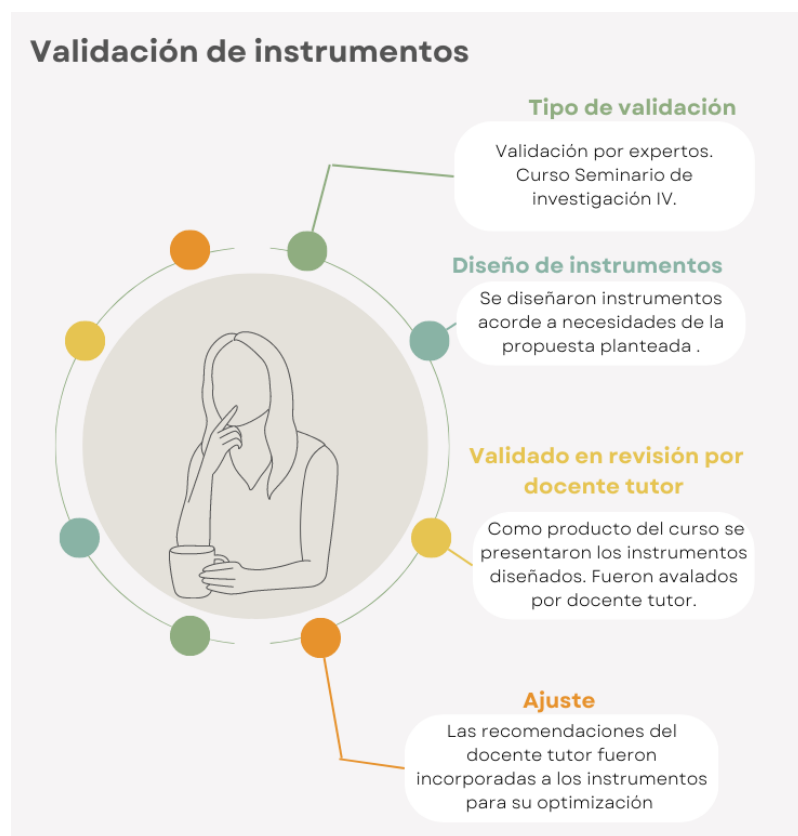 Validación de instrumentos
Tipo de validación
Validación por expertos.
Curso Seminario de
investigación IV.
Diseño de instrumentos
Se diseñaron instrumentos
acorde a necesidades de la
propuesta planteada .
Validado en revisión por
docente tutor
Como producto del curso se
presentaron los instrumentos
diseñados. Fueron avalados
por docente tutor.
Ajuste
Las recomendaciones del
docente tutor fueron
incorporadas a los instrumentos
para su optimización